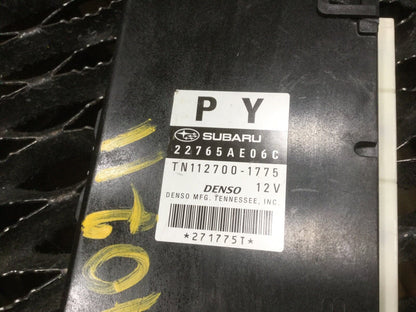 P Y
SUBARU
22765AE06C
TN112700-1775
DENSO 12V
DENSO MFG. TENNESSEE, INC.
*271775T*